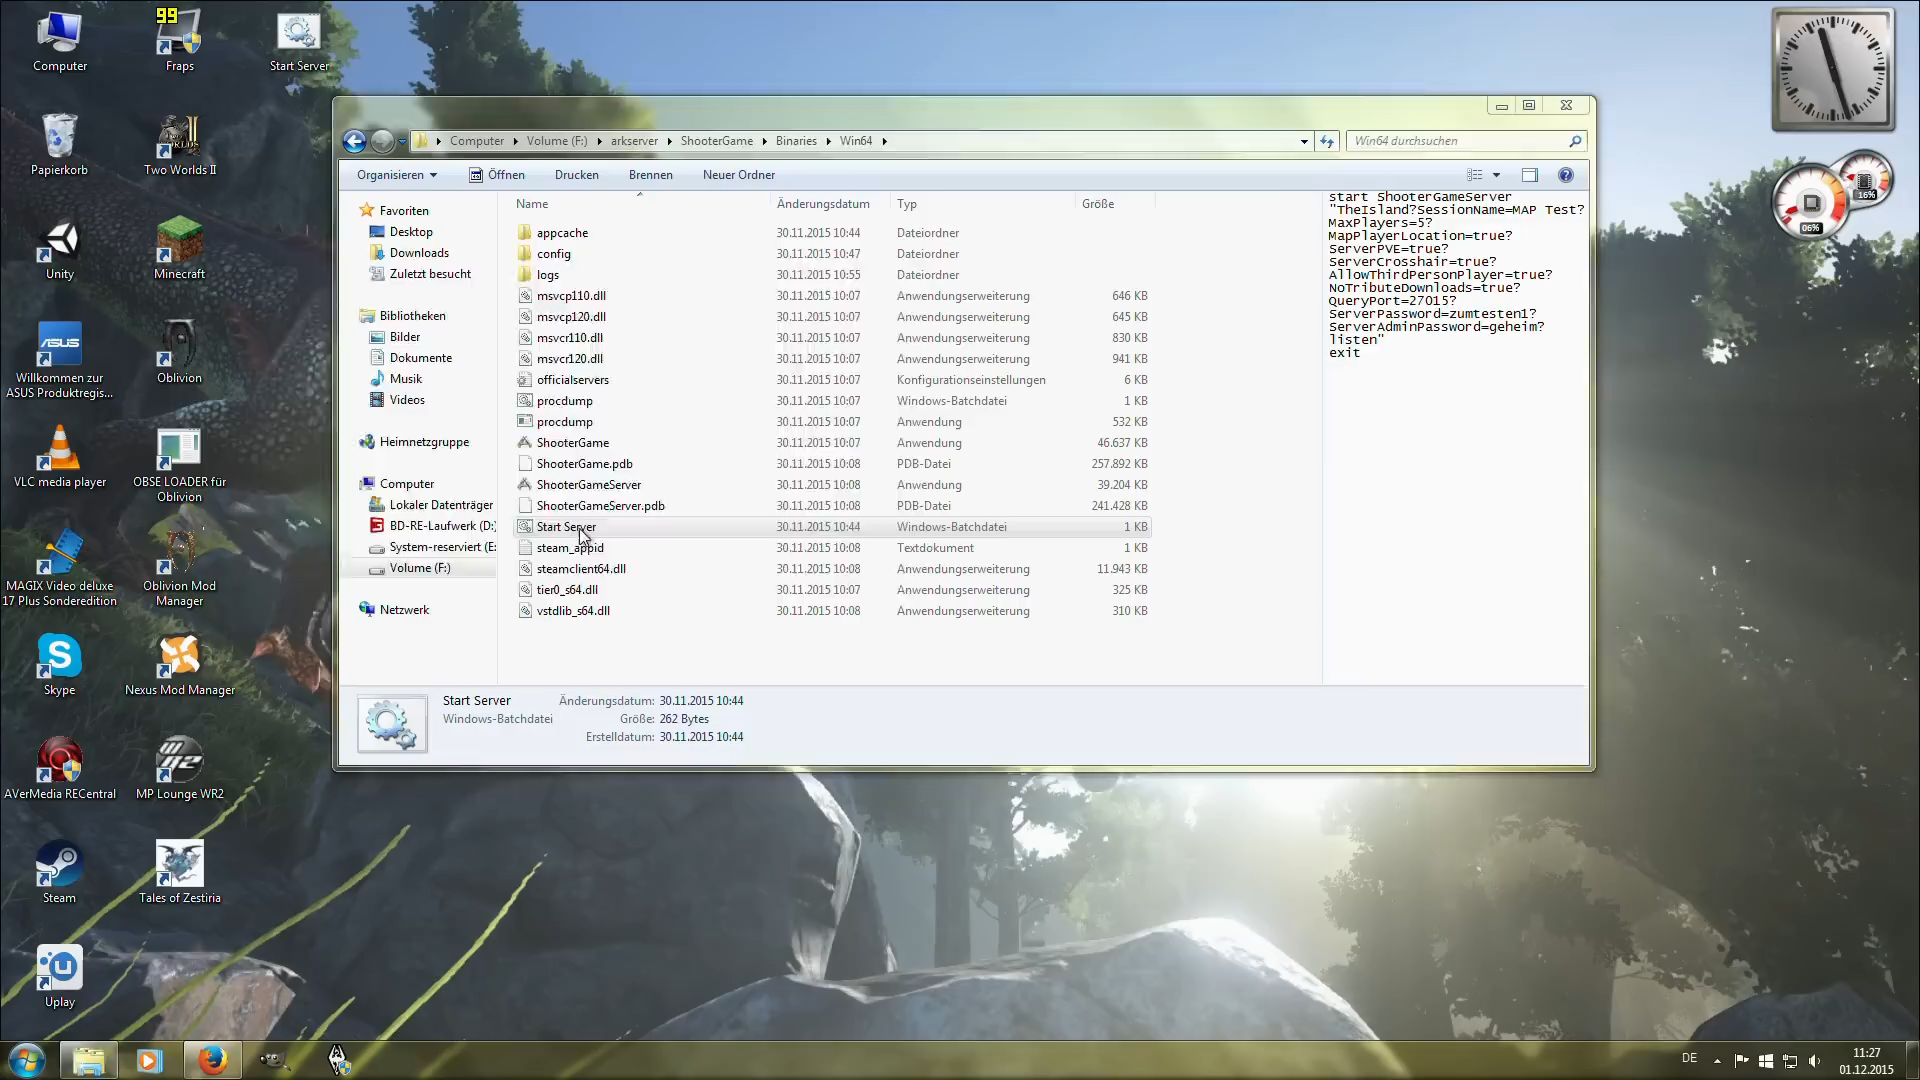 99
Computer
Fraps
Start Server
Papierkorb
Two Worlds II
Unity
Minecraft
ASUS
Willkommen zur
ASUS Produktregis...
Oblivion
VLC media player
OBSE LOADER für
Oblivion
MAGIX Video deluxe
17 Plus Sonderedition
Oblivion Mod
Manager
Skype
Nexus Mod Manager
AVerMedia RECentral
MP Lounge WR2
Steam
Tales of Zestiria
Uplay
Computer Volume (F:) arkserver ShooterGame Binaries Win64
Win64 durchsuchen
Organisieren Öffnen Drucken Brennen Neuer Ordner
Favoriten
Desktop
Downloads
Zuletzt besucht
Bibliotheken
Bilder
Dokumente
Musik
Videos
Heimnetzgruppe
Computer
Lokaler Datenträger
BD-RE-Laufwerk (D:)
System-reserviert (E:
Volume (F:)
Netzwerk
Name Änderungsdatum Typ Größe
appcache 30.11.2015 10:44 Dateiordner
config 30.11.2015 10:47 Dateiordner
logs 30.11.2015 10:55 Dateiordner
msvcp110.dll 30.11.2015 10:07 Anwendungserweiterung 646 KB
msvcp120.dll 30.11.2015 10:07 Anwendungserweiterung 645 KB
msvcr110.dll 30.11.2015 10:07 Anwendungserweiterung 830 KB
msvcr120.dll 30.11.2015 10:07 Anwendungserweiterung 941 KB
officialservers 30.11.2015 10:07 Konfigurationseinstellungen 6 KB
procdump 30.11.2015 10:07 Windows-Batchdatei 1 KB
procdump 30.11.2015 10:07 Anwendung 532 KB
ShooterGame 30.11.2015 10:07 Anwendung 46.637 KB
ShooterGame.pdb 30.11.2015 10:08 PDB-Datei 257.892 KB
ShooterGameServer 30.11.2015 10:08 Anwendung 39.204 KB
ShooterGameServer.pdb 30.11.2015 10:08 PDB-Datei 241.428 KB
Start Server 30.11.2015 10:44 Windows-Batchdatei 1 KB
steam_appid 30.11.2015 10:08 Textdokument 1 KB
steamclient64.dll 30.11.2015 10:08 Anwendungserweiterung 11.943 KB
tier0_s64.dll 30.11.2015 10:07 Anwendungserweiterung 325 KB
vstdlib_s64.dll 30.11.2015 10:08 Anwendungserweiterung 310 KB
start ShooterGameServer
"TheIsland?SessionName=MAP Test?
MaxPlayers=5?
MapPlayerLocation=true?
ServerPVE=true?
ServerCrosshair=true?
AllowThirdPersonPlayer=true?
NoTributeDownloads=true?
QueryPort=27015?
ServerPassword=zumtesten1?
ServerAdminPassword=geheim?
listen"
exit
Start Server Änderungsdatum: 30.11.2015 10:44
Windows-Batchdatei Größe: 262 Bytes
Erstelldatum: 30.11.2015 10:44
16%
06%
DE
11:27
01.12.2015